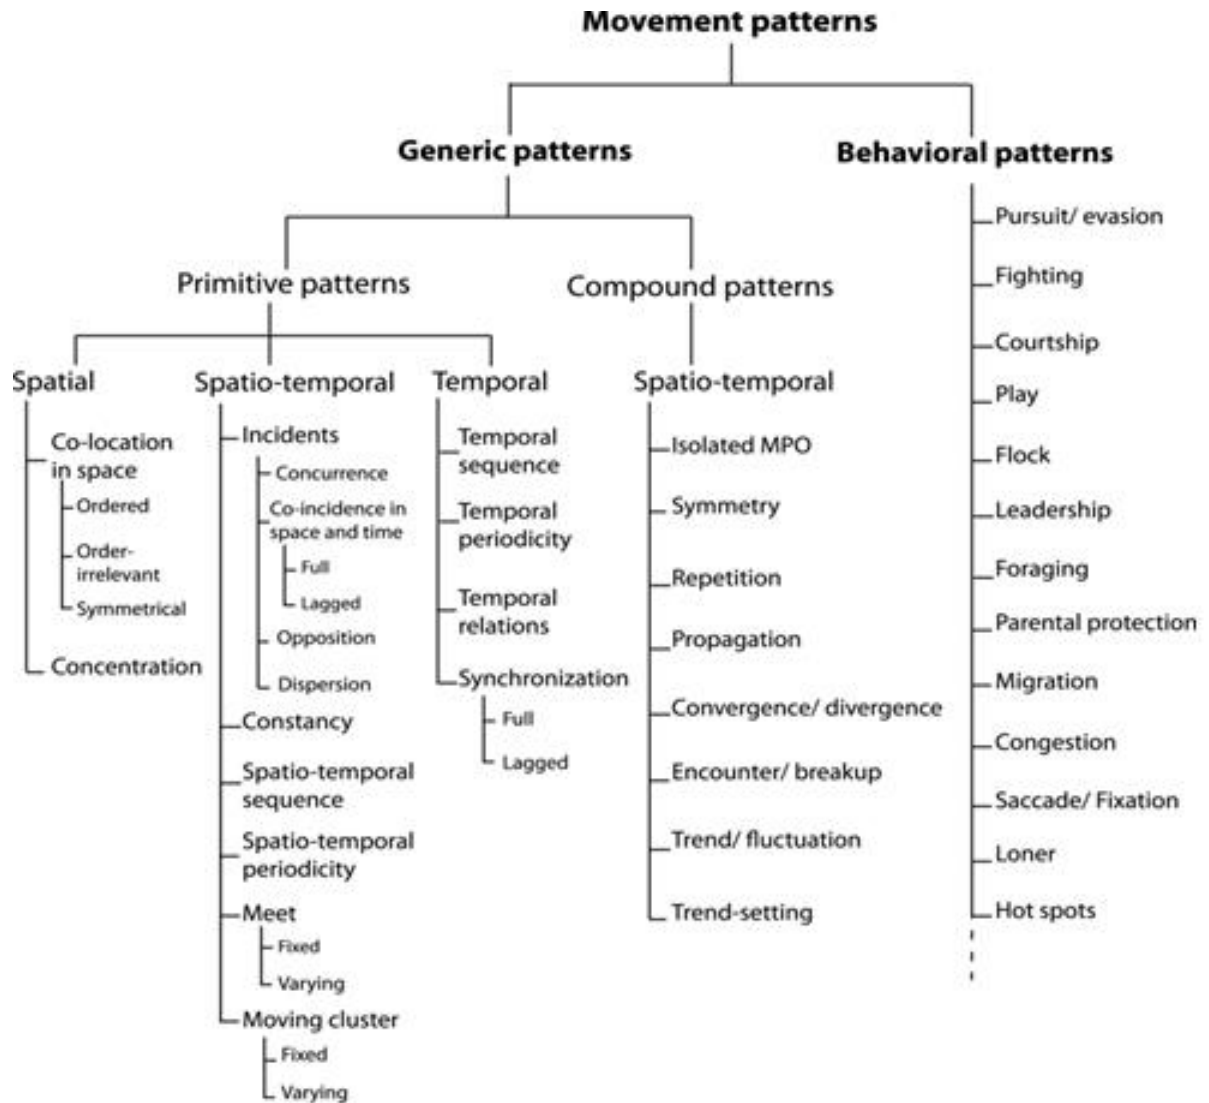 Movement patterns
Generic patterns
Behavioral patterns
Primitive patterns
Compound patterns
Spatial
Co-location
in space
Ordered
Order-
irrelevant
Symmetrical
Concentration
Spatio-temporal
Incidents
Concurrence
Co-incidence in
space and time
Full
Lagged
Opposition
Dispersion
Constancy
Spatio-temporal
sequence
Spatio-temporal
periodicity
Meet
Fixed
Varying
Moving cluster
Fixed
Varying
Temporal
Temporal
sequence
Temporal
periodicity
Temporal
relations
Synchronization
Full
Lagged
Spatio-temporal
Isolated MPO
Symmetry
Repetition
Propagation
Convergence/ divergence
Encounter/ breakup
Trend/ fluctuation
Trend-setting
Pursuit/ evasion
Fighting
Courtship
Play
Flock
Leadership
Foraging
Parental protection
Migration
Congestion
Saccade/ Fixation
Loner
Hot spots